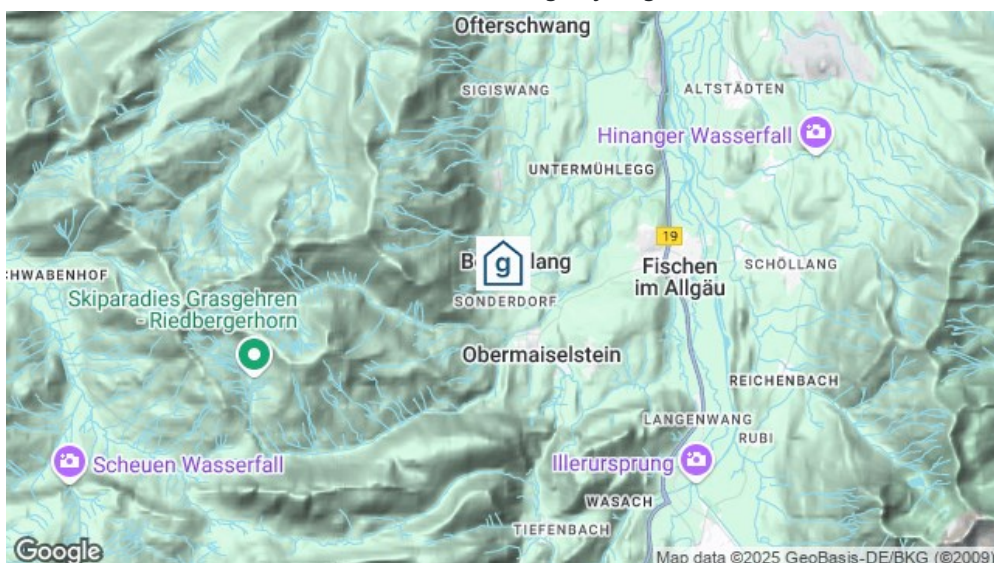 Ofterschwang
SIGISWANG
ALTSTÄDTEN
Hinanger Wasserfall
UNTERMÜHLEGG
19
B
g
lang
Fischen
im Allgäu
SCHÖLLANG
CHWABENHOF
Skiparadies Grasgehren
- Riedbergerhorn
SONDERDORF
Obermaiselstein
REICHENBACH
LANGENWANG
RUBI
Scheuen Wasserfall
Illerursprung
WASACH
TIEFENBACH
Google
Map data ©2025 GeoBasis-DE/BKG (©2009)